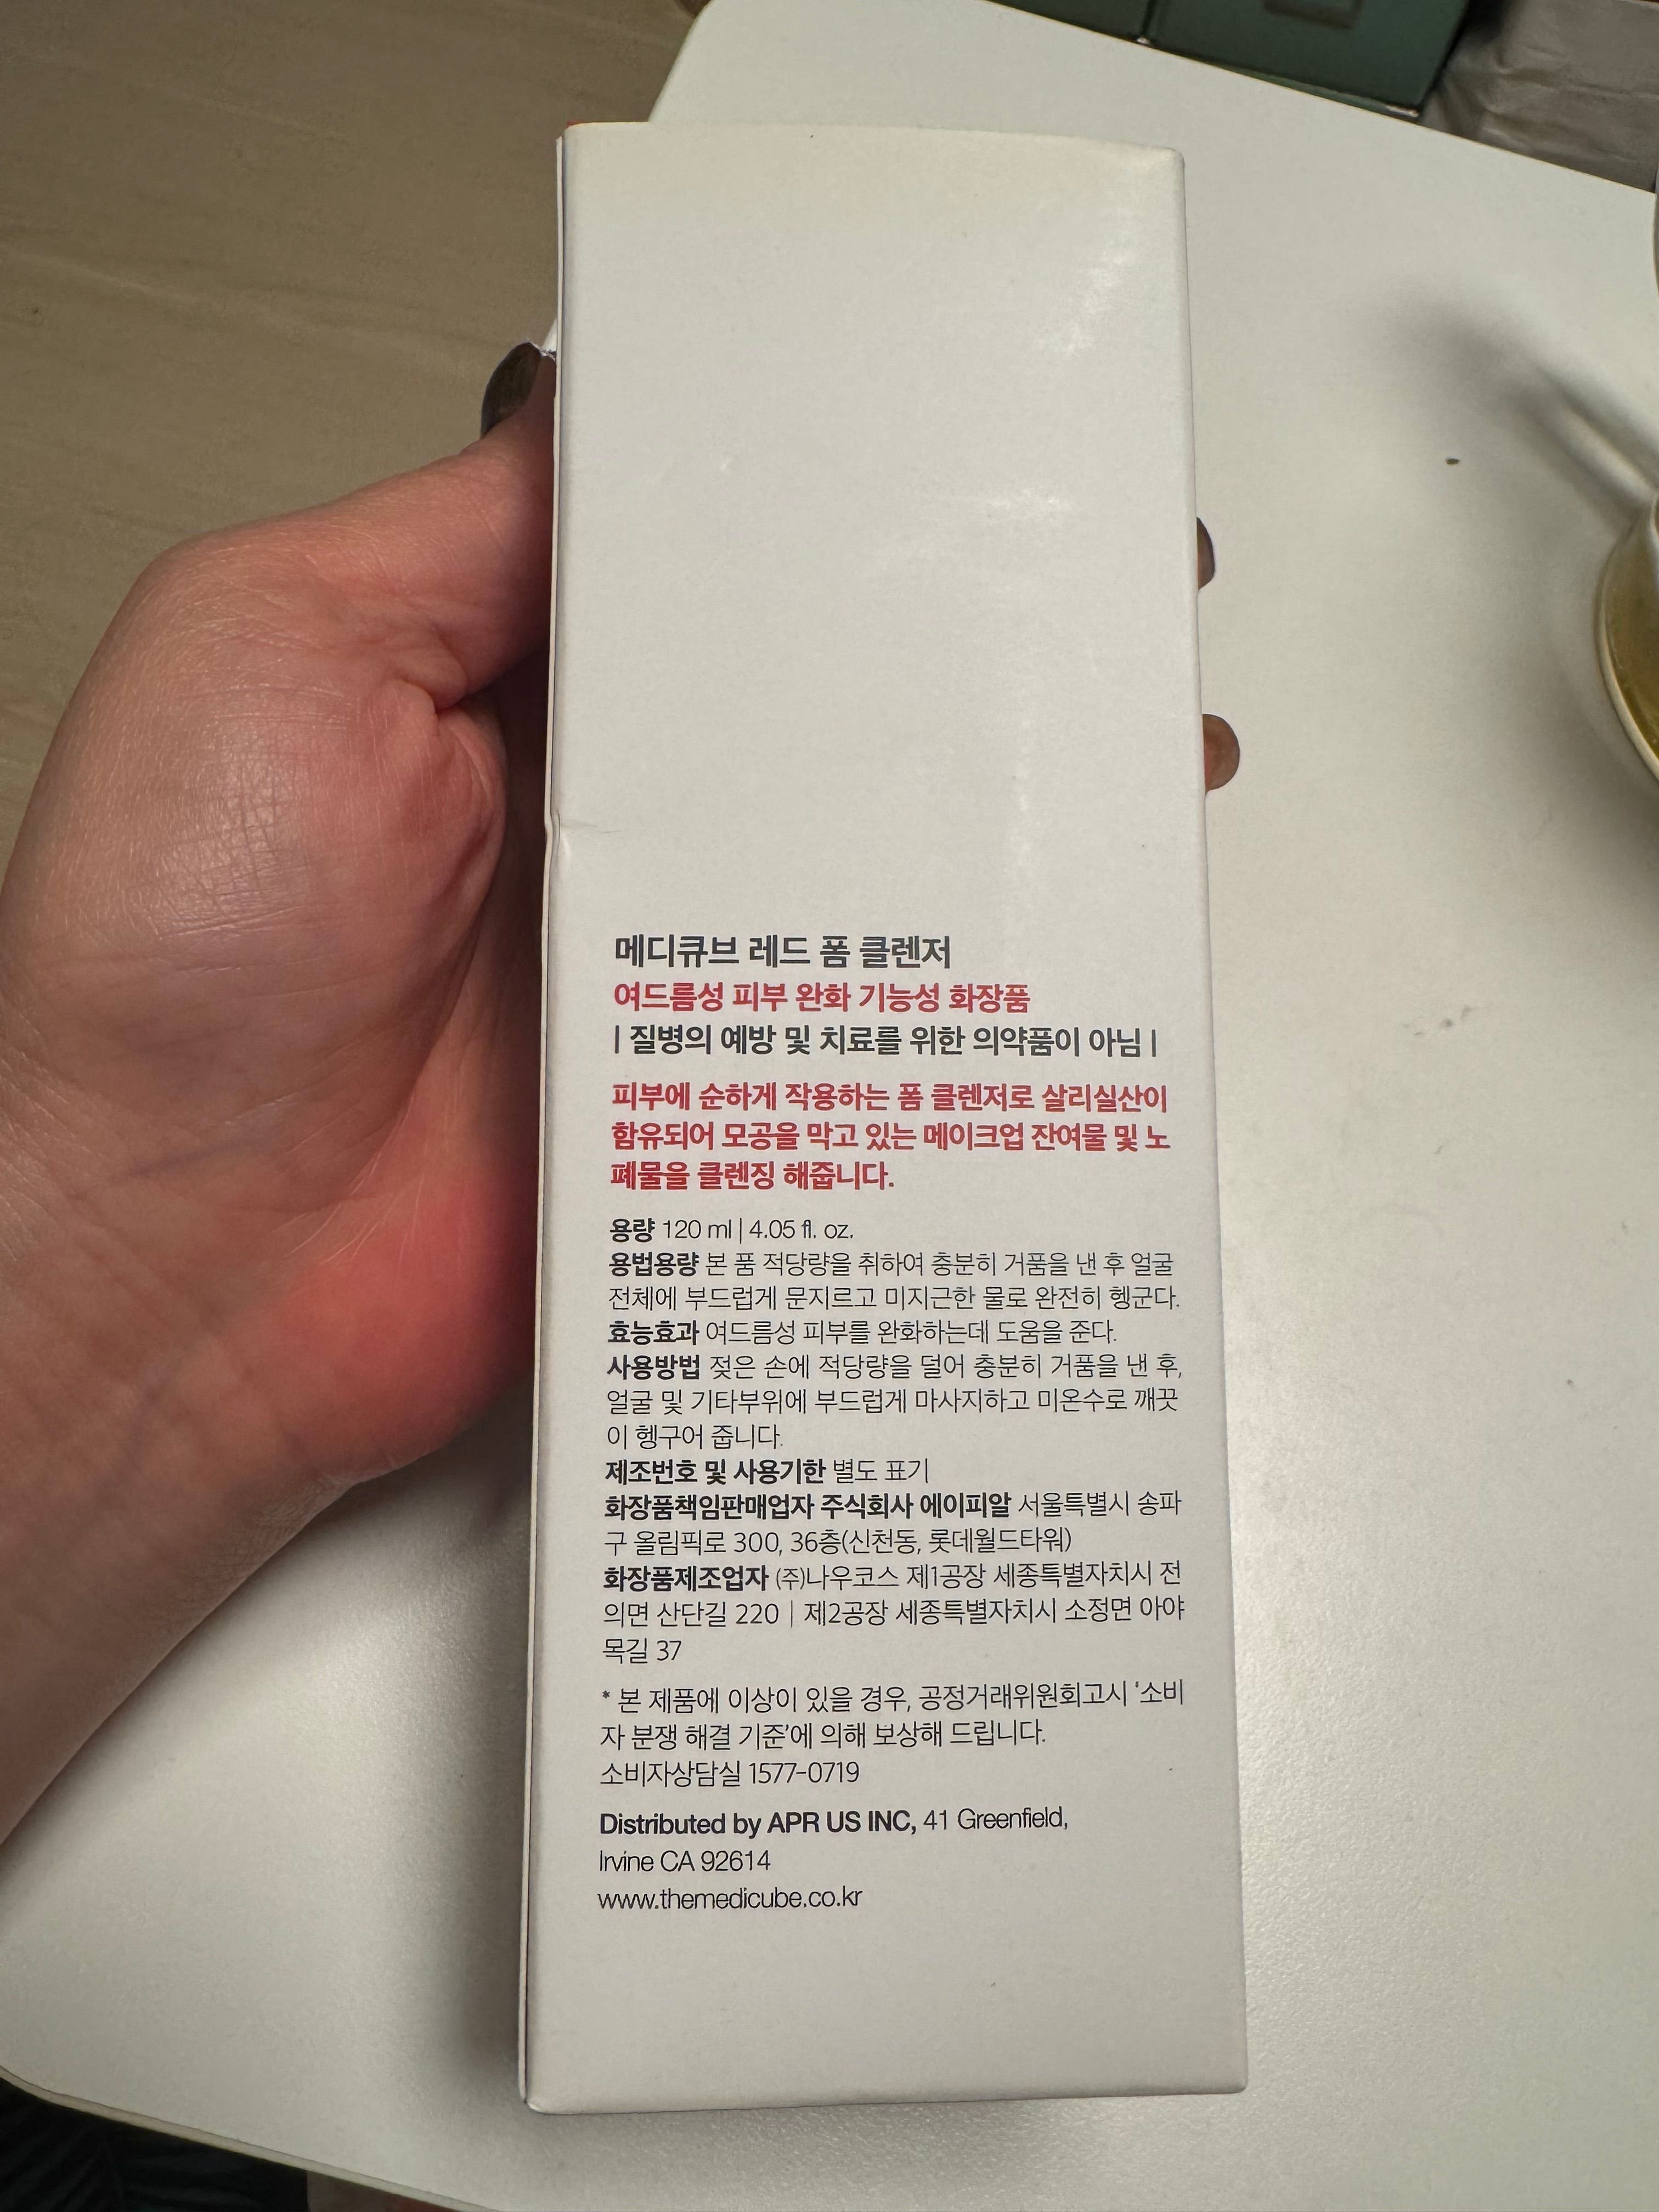 메디큐브 레드 폼 클렌저
여드름성 피부 완화 기능성 화장품
| 질병의 예방 및 치료를 위한 의약품이 아님 |
피부에 순하게 작용하는 폼 클렌저로 살리실산이
함유되어 모공을 막고 있는 메이크업 잔여물 및 노
폐물을 클렌징 해줍니다.
용량 120 ml | 4.05 fl. oz.
용법용량 본 품 적당량을 취하여 충분히 거품을 낸 후 얼굴
전체에 부드럽게 문지르고 미지근한 물로 완전히 헹군다.
효능효과 여드름성 피부를 완화하는데 도움을 준다.
사용방법 젖은 손에 적당량을 덜어 충분히 거품을 낸 후,
얼굴 및 기타부위에 부드럽게 마사지하고 미온수로 깨끗
이 헹구어 줍니다.
제조번호 및 사용기한 별도 표기
화장품책임판매업자 주식회사 에이피알 서울특별시 송파
구 올림픽로 300, 36층(신천동, 롯데월드타워)
화장품제조업자 (주)나우코스 제1공장 세종특별자치시 전
의면 산단길 220 | 제2공장 세종특별자치시 소정면 아야
목길 37
* 본 제품에 이상이 있을 경우, 공정거래위원회고시 '소비
자 분쟁 해결 기준'에 의해 보상해 드립니다.
소비자상담실 1577-0719
Distributed by APR US INC, 41 Greenfield,
Irvine CA 92614
www.themedicube.co.kr